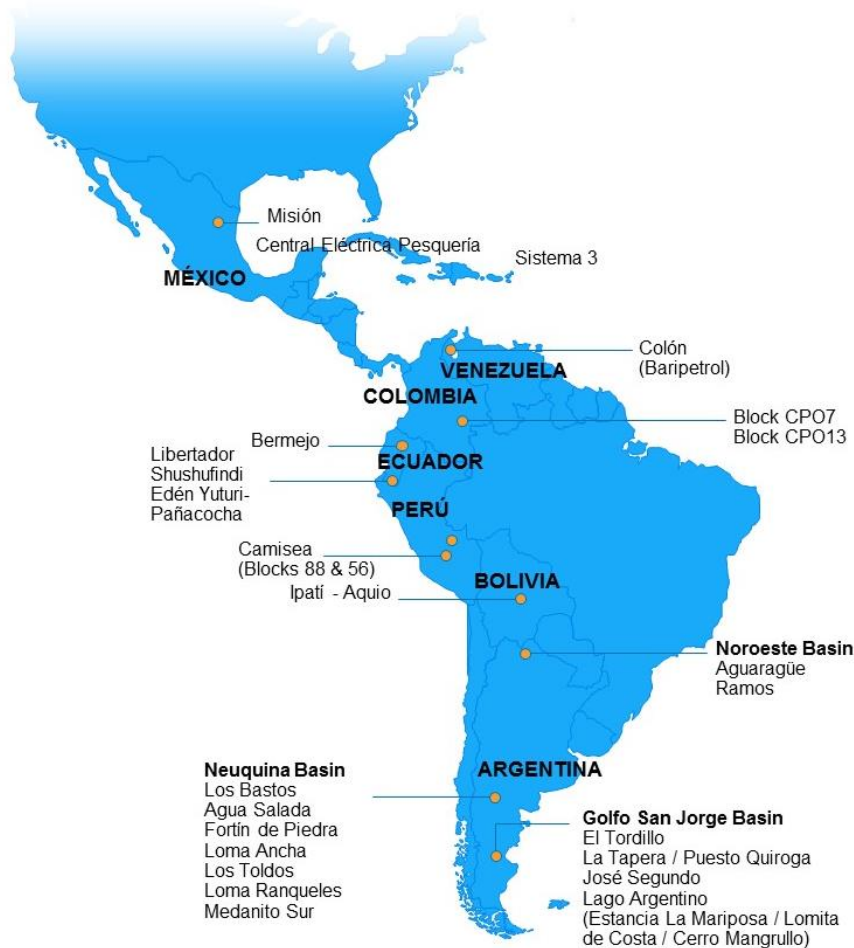 Misión
Central Eléctrica Pesquería
Sistema 3
MÉXICO
Colón
(Baripetrol)
VENEZUELA
COLOMBIA
Block CPO7
Block CPO13
Bermejo
ECUADOR
Libertador
Shushufindi
Edén Yuturi-
Pañacocha
PERÚ
Camisea
(Blocks 88 & 56)
BOLIVIA
Ipatí - Aquio
Noroeste Basin
Aguaragüe
Ramos
ARGENTINA
Neuquina Basin
Los Bastos
Agua Salada
Fortín de Piedra
Loma Ancha
Los Toldos
Loma Ranqueles
Medanito Sur
Golfo San Jorge Basin
El Tordillo
La Tapera / Puesto Quiroga
José Segundo
Lago Argentino
(Estancia La Mariposa / Lomita
de Costa / Cerro Mangrullo)